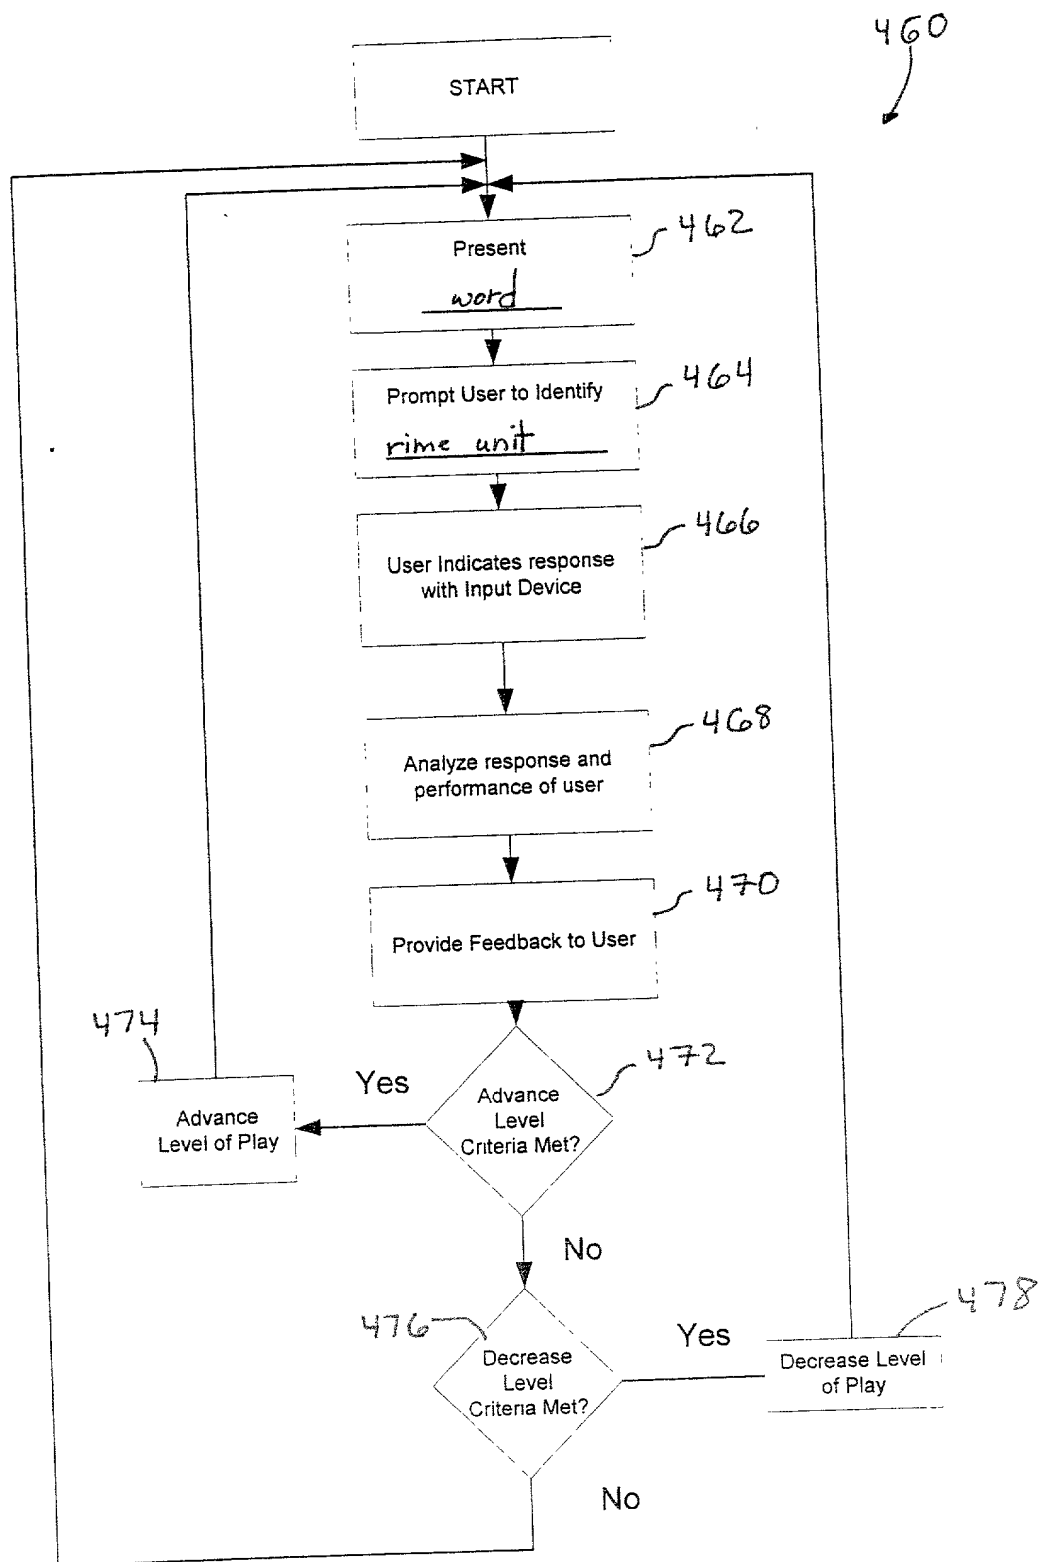 460
START
Present
word
462
Prompt User to Identify
rime unit
464
User Indicates response
with Input Device
466
Analyze response and
performance of user
468
Provide Feedback to User
470
474
Advance
Level of Play
Yes
Advance
Level
Criteria Met?
472
No
476
Decrease
Level
Criteria Met?
Yes
Decrease Level
of Play
478
No